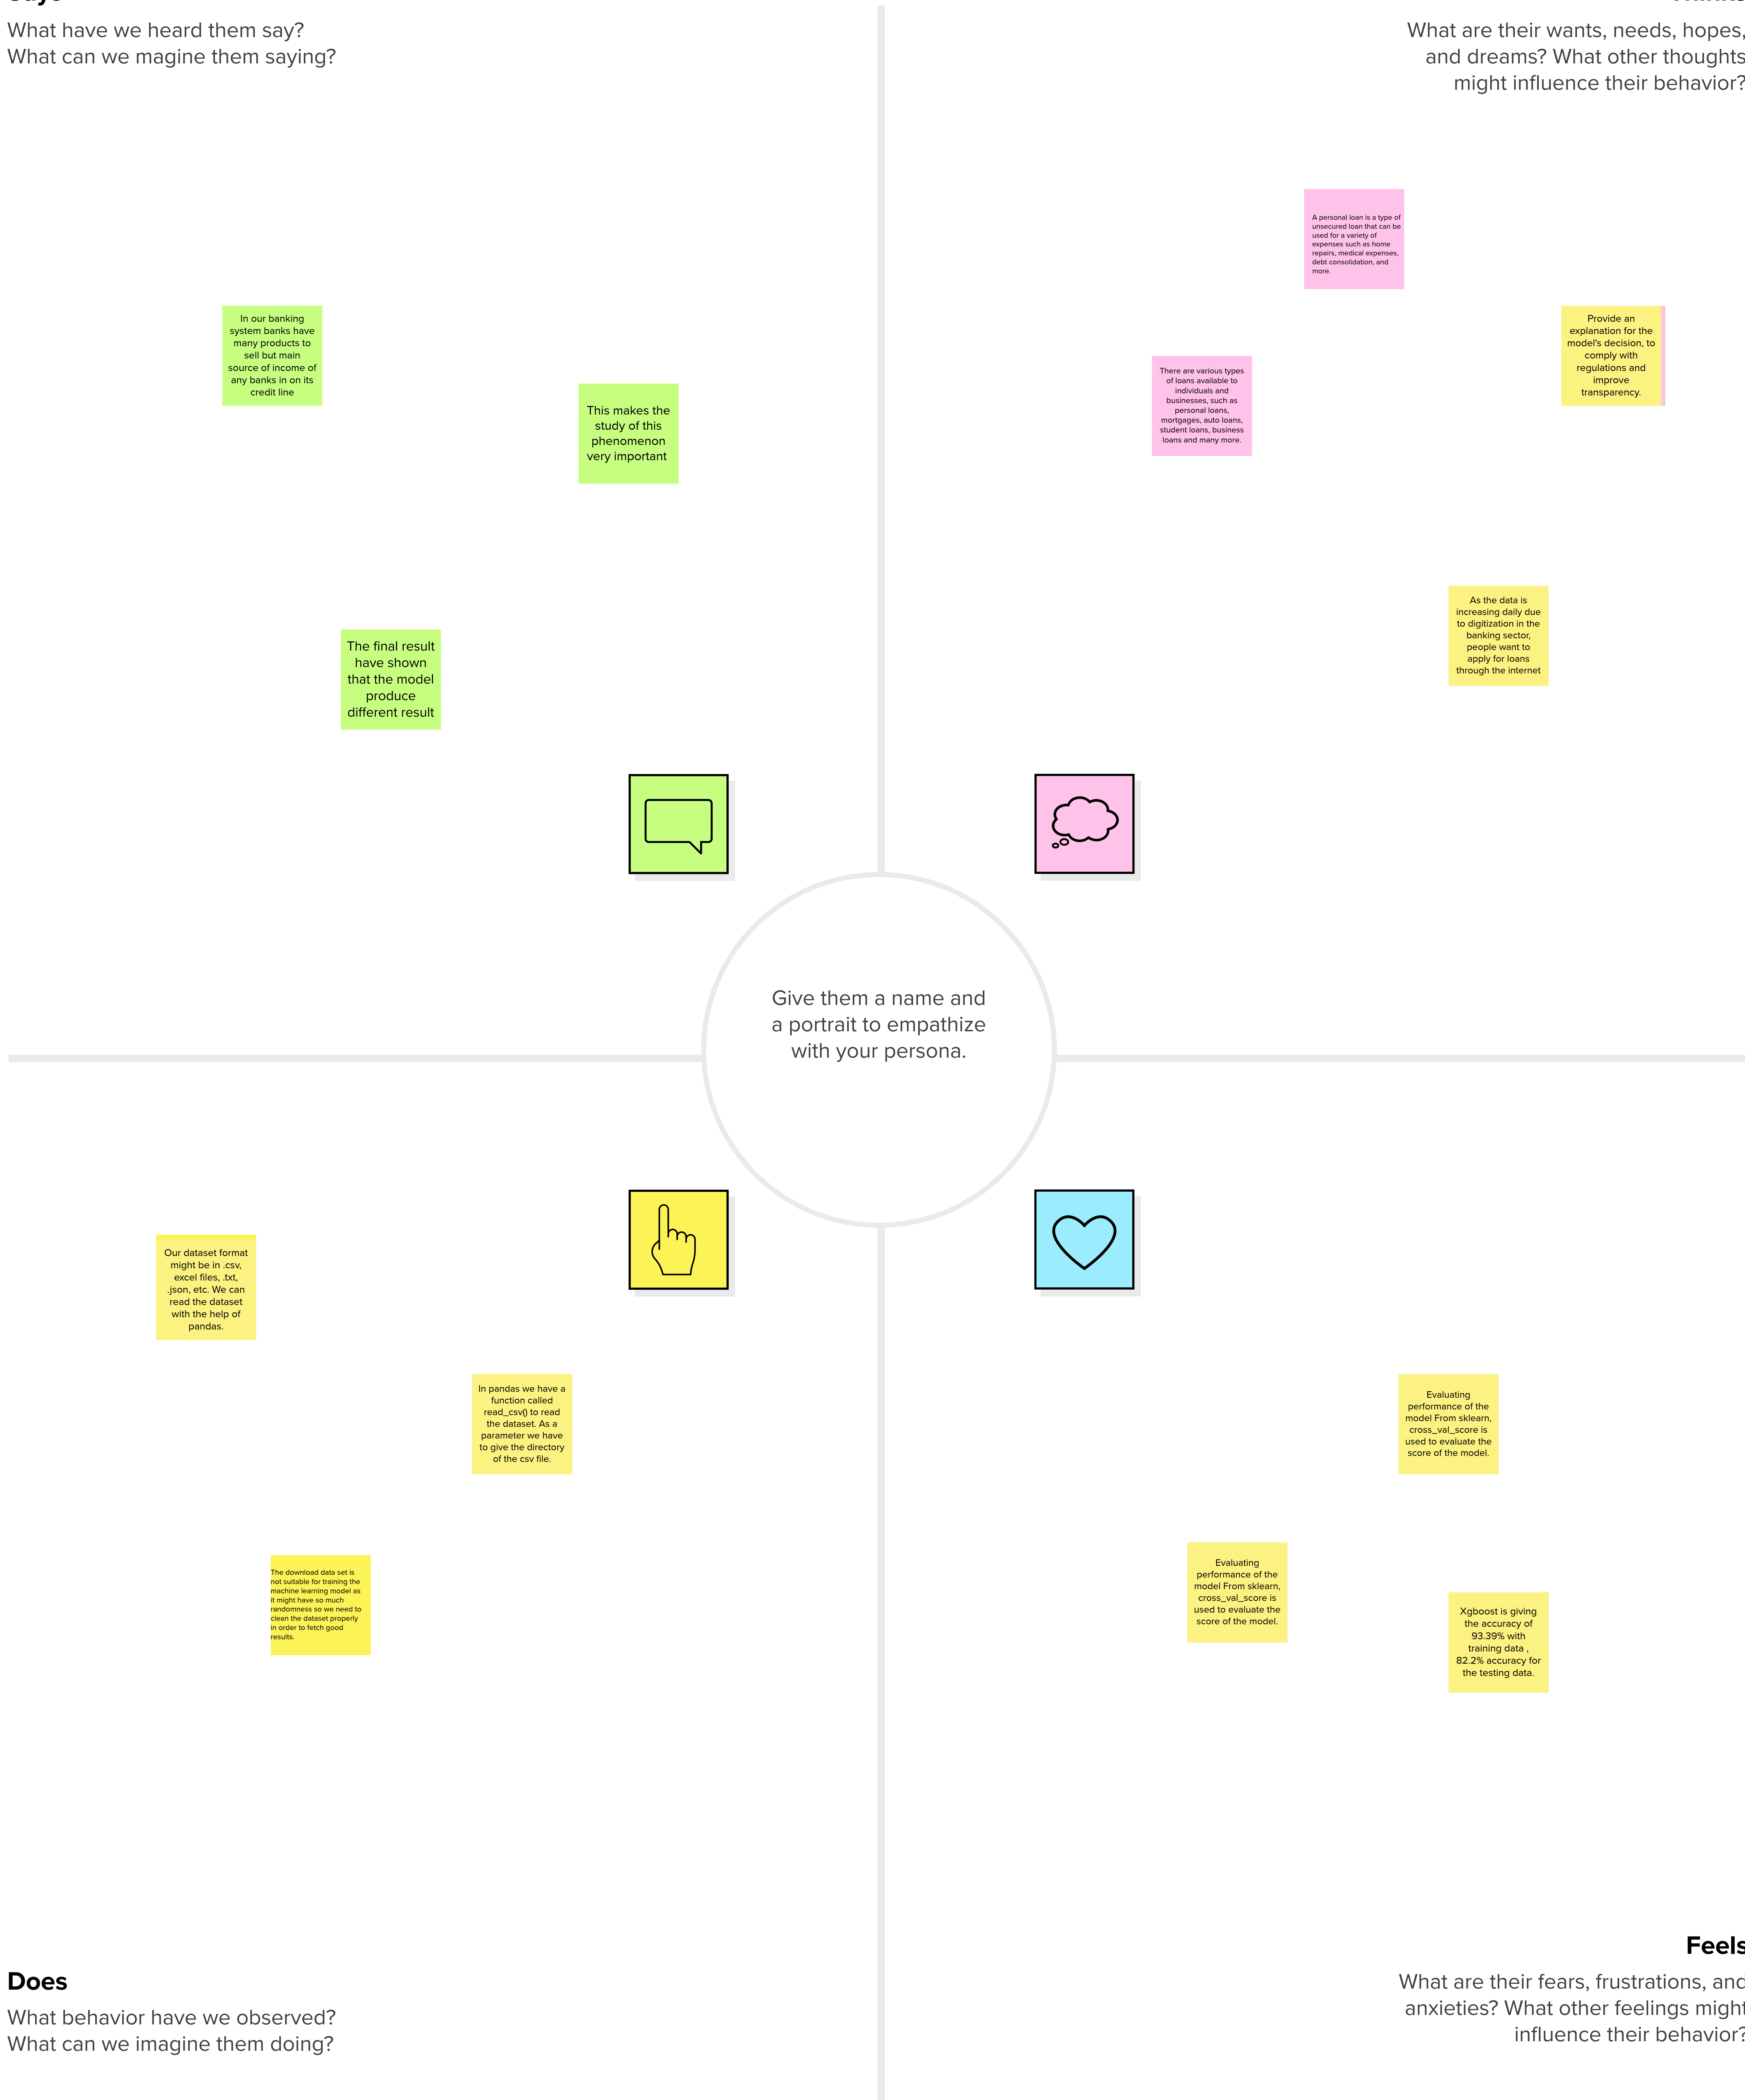 Says
What have we heard them say?
What can we magine them saying?
Thinks
What are their wants, needs, hopes,
and dreams? What other thoughts
might influence their behavior?
In our banking
system banks have
many products to
sell but main
source of income of
any banks in on its
credit line
This makes the
study of this
phenomenon
very important
The final result
have shown
that the model
produce
different result
A personal loan is a type of
unsecured loan that can be
used for a variety of
expenses such as home
repairs, medical expenses,
debt consolidation, and
more.
There are various types
of loans available to
individuals and
businesses, such as
personal loans,
mortgages, auto loans,
student loans, business
loans and many more.
Provide an
explanation for the
model's decision, to
comply with
regulations and
improve
transparency.
As the data is
increasing daily due
to digitization in the
banking sector,
people want to
apply for loans
through the internet
Give them a name and
a portrait to empathize
with your persona.
Our dataset format
might be in .csv,
excel files, .txt,
.json, etc. We can
read the dataset
with the help of
pandas.
In pandas we have a
function called
read_csv() to read
the dataset. As a
parameter we have
to give the directory
of the csv file.
The download data set is
not suitable for training the
machine learning model as
it might have so much
randomness so we need to
clean the dataset properly
in order to fetch good
results.
Evaluating
performance of the
model From sklearn,
cross_val_score is
used to evaluate the
score of the model.
Evaluating
performance of the
model From sklearn,
cross_val_score is
used to evaluate the
score of the model.
Xgboost is giving
the accuracy of
93.39% with
training data ,
82.2% accuracy for
the testing data.
Does
What behavior have we observed?
What can we imagine them doing?
Feels
What are their fears, frustrations, and
anxieties? What other feelings might
influence their behavior?